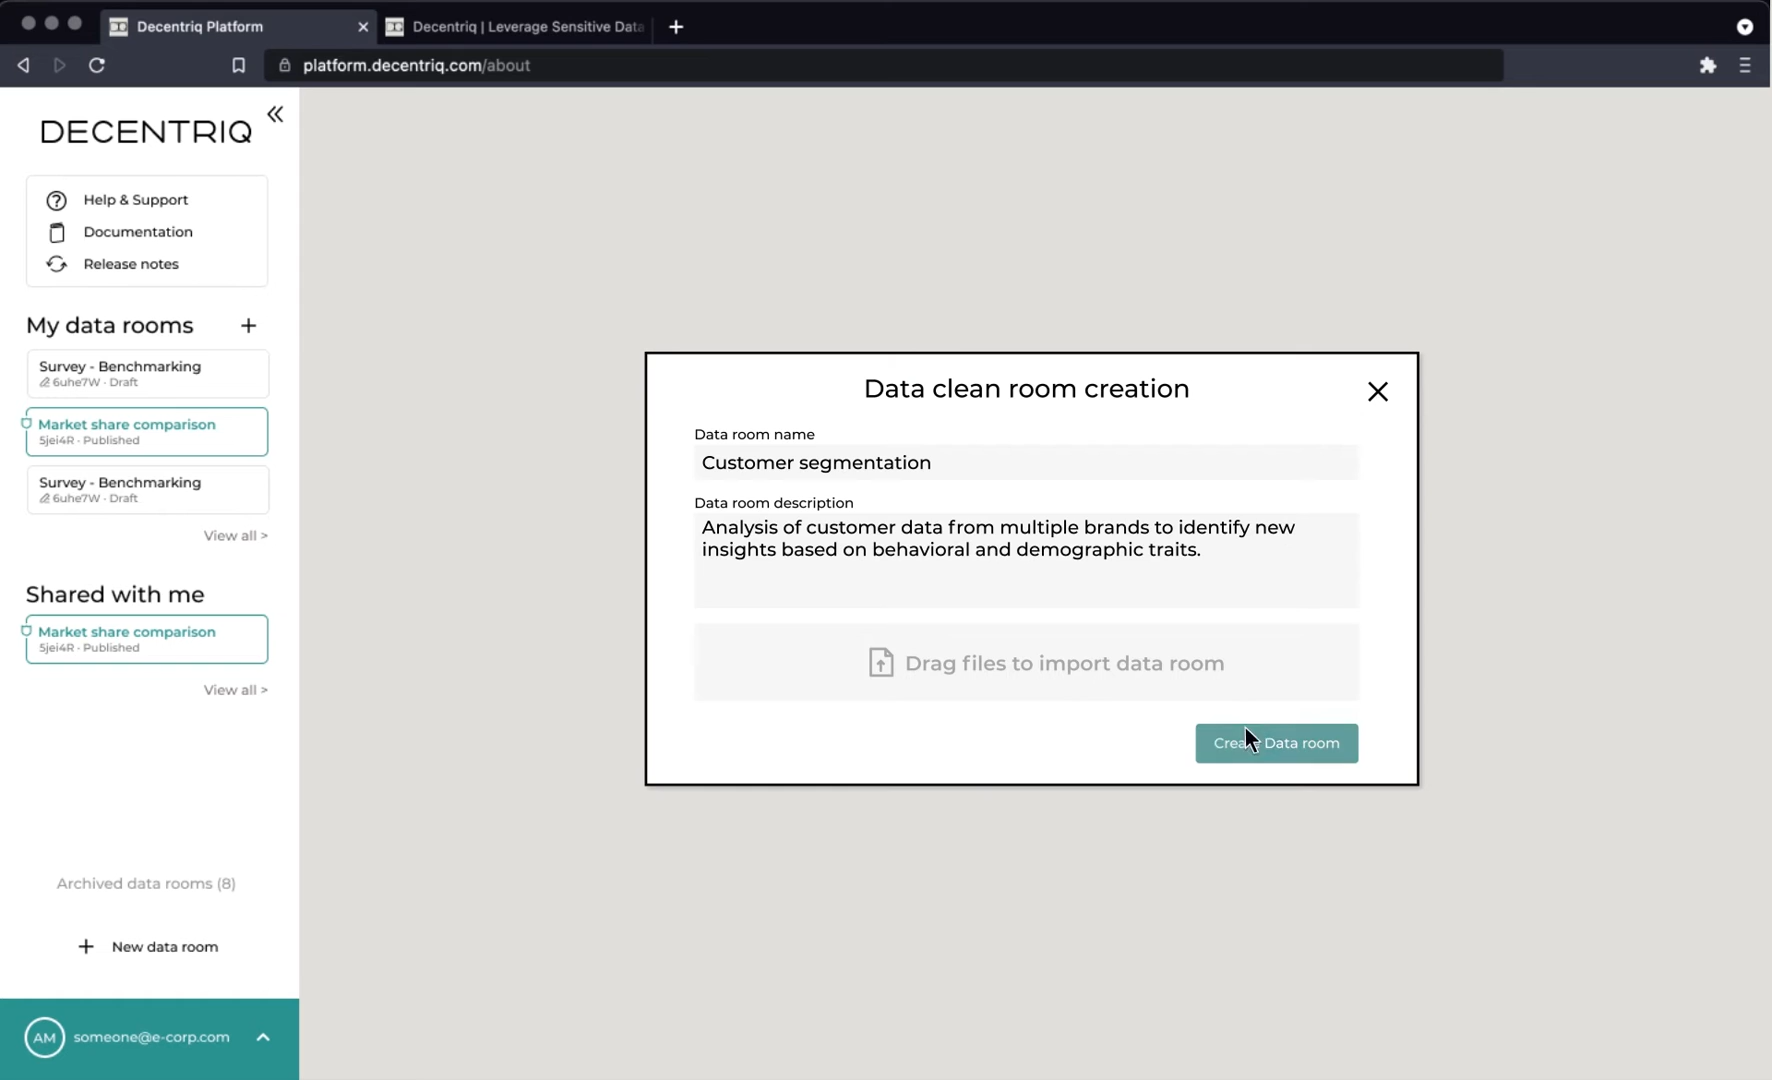 Decentriq Platform
Decentriq | Leverage Sensitive Data
platform.decentriq.com/about
DECENTRIQ
Help & Support
Documentation
Release notes
My data rooms
Survey - Benchmarking
6uhe7W · Draft
Market share comparison
5jei4R · Published
Survey - Benchmarking
6uhe7W · Draft
View all >
Shared with me
Market share comparison
5jei4R · Published
View all >
Archived data rooms (8)
New data room
AM someone@e-corp.com
Data clean room creation
Data room name
Customer segmentation
Data room description
Analysis of customer data from multiple brands to identify new
insights based on behavioral and demographic traits.
Drag files to import data room
Create Data room